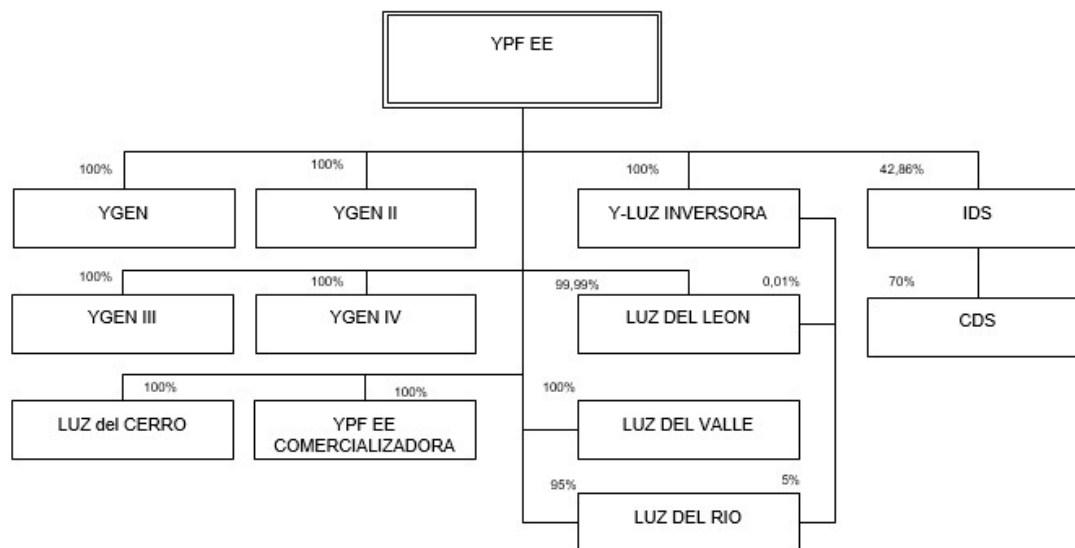 YPF EE
100%
100%
100%
42,86%
YGEN
YGEN II
Y-LUZ INVERSORA
IDS
100%
100%
99,99%
0,01%
70%
YGEN III
YGEN IV
LUZ DEL LEON
CDS
100%
100%
100%
LUZ del CERRO
YPF EE
COMERCIALIZADORA
LUZ DEL VALLE
95%
5%
LUZ DEL RIO